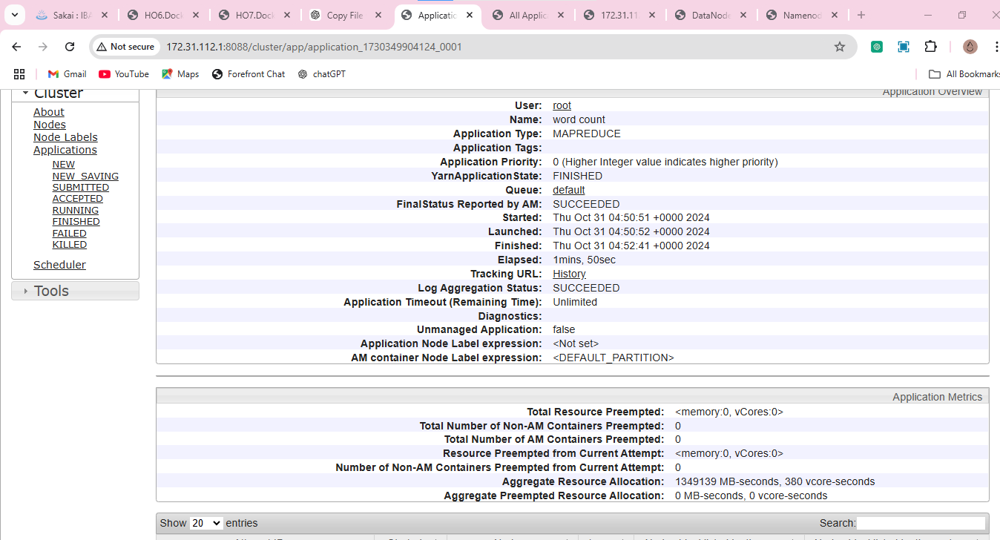 Sakai : IBA
HO6.Dock
HO7.Dock
Copy File
Applicatio
All Applic
172.31.11
DataNode
Namenod
Not secure
172.31.112.1:8088/cluster/app/application_1730349904124_0001
Gmail
YouTube
Maps
Forefront Chat
chatGPT
All Bookmarks
Cluster
About
Nodes
Node Labels
Applications
NEW
NEW_SAVING
SUBMITTED
ACCEPTED
RUNNING
FINISHED
FAILED
KILLED
Scheduler
Tools
Application Overview
User: root
Name: word count
Application Type: MAPREDUCE
Application Tags:
Application Priority: 0 (Higher Integer value indicates higher priority)
YarnApplicationState: FINISHED
Queue: default
FinalStatus Reported by AM: SUCCEEDED
Started: Thu Oct 31 04:50:51 +0000 2024
Launched: Thu Oct 31 04:50:52 +0000 2024
Finished: Thu Oct 31 04:52:41 +0000 2024
Elapsed: 1mins, 50sec
Tracking URL: History
Log Aggregation Status: SUCCEEDED
Application Timeout (Remaining Time): Unlimited
Diagnostics:
Unmanaged Application: false
Application Node Label expression: <Not set>
AM container Node Label expression: <DEFAULT_PARTITION>
Application Metrics
Total Resource Preempted: <memory:0, vCores:0>
Total Number of Non-AM Containers Preempted: 0
Total Number of AM Containers Preempted: 0
Resource Preempted from Current Attempt: <memory:0, vCores:0>
Number of Non-AM Containers Preempted from Current Attempt: 0
Aggregate Resource Allocation: 1349139 MB-seconds, 380 vcore-seconds
Aggregate Preempted Resource Allocation: 0 MB-seconds, 0 vcore-seconds
Show 20 entries
Search: